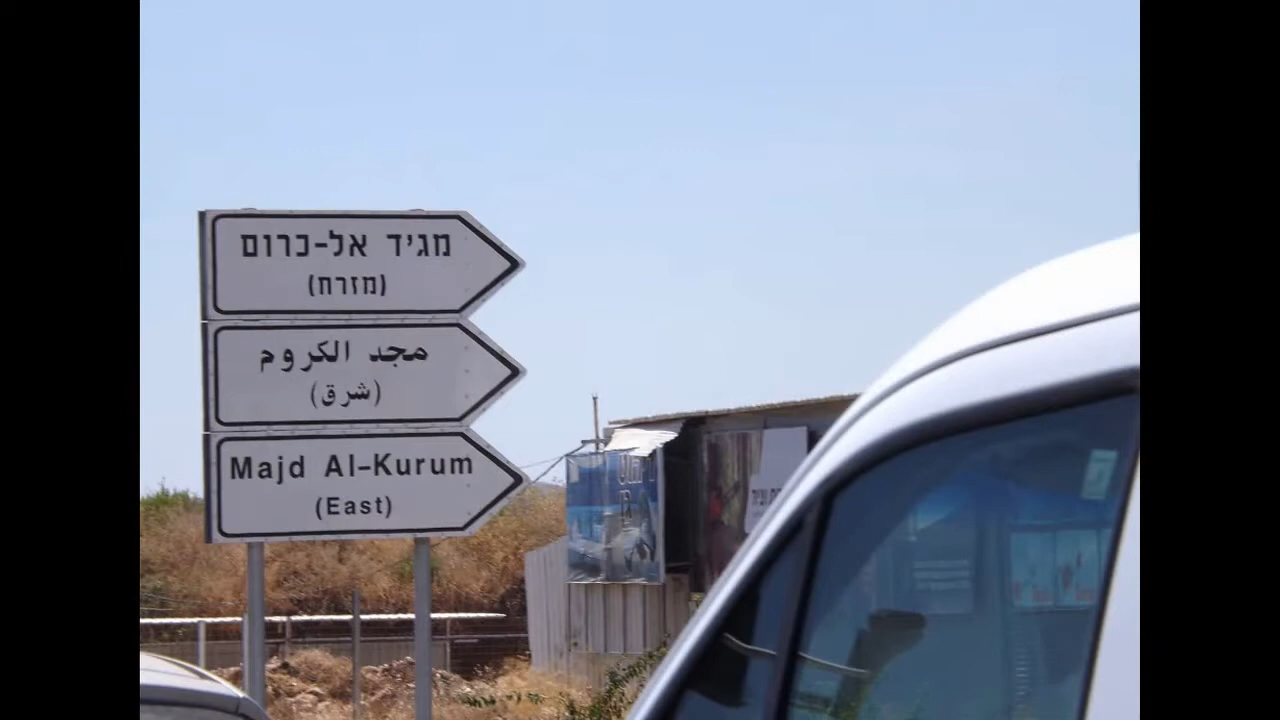 מגיד אל-כרום
(מזרח)
مجد الكروم
(شرق)
Majd Al-Kurum
(East)